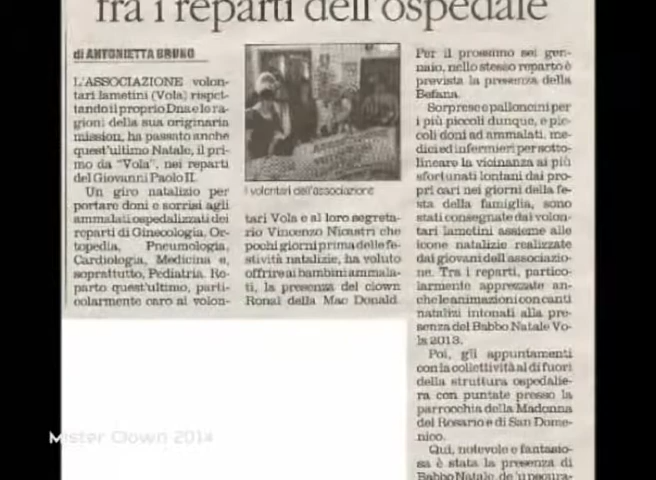 fra i reparti dell'ospedale
di ANTONIETTA BRUNO
L'ASSOCIAZIONE volon-
tari lametini (Vola) rispet-
tando il proprio Dna e le ra-
gioni della sua originaria
mission, ha passato anche
quest'ultimo Natale, il pri-
mo da "Vola", nei reparti
del Giovanni Paolo II.
Un giro natalizio per
portare doni e sorrisi agli
ammalati ospedalizzati dei
reparti di Ginecologia, Or-
topedia, Pneumologia,
Cardiologia, Medicina e,
soprattutto, Pediatria. Re-
parto quest'ultimo, parti-
colarmente caro ai volon-
I volontari dell'associazione
tari Vola e al loro segreta-
rio Vincenzo Nicastri che
pochi giorni prima delle fe-
stività natalizie, ha voluto
offrire ai bambini ammala-
ti, la presenza del clown
Ronal della Mac Donald.
Per il prossimo sei gen-
naio, nello stesso reparto è
prevista la presenza della
Befana.
Sorprese e palloncini per
i più piccoli dunque, e pic-
coli doni ad ammalati, me-
dici ed infermieri per sotto-
lineare la vicinanza ai più
sfortunati lontani dai pro-
pri cari nei giorni della fe-
sta della famiglia, sono
stati consegnate dai volon-
tari lametini assieme alle
icone natalizie realizzate
dai giovani dell'associazio-
ne. Tra i reparti, partico-
larmente apprezzate an-
che le animazioni con canti
natalizi intonati alla pre-
senza del Babbo Natale Vo-
la 2013.
Poi, gli appuntamenti
con la collettività al di fuori
della struttura ospedalie-
ra con puntate presso la
parrocchia della Madonna
del Rosario e di San Dome-
nico.
Qui, notevole e fantasio-
sa è stata la presenza di
Babbo Natale
Mister Clown 2014